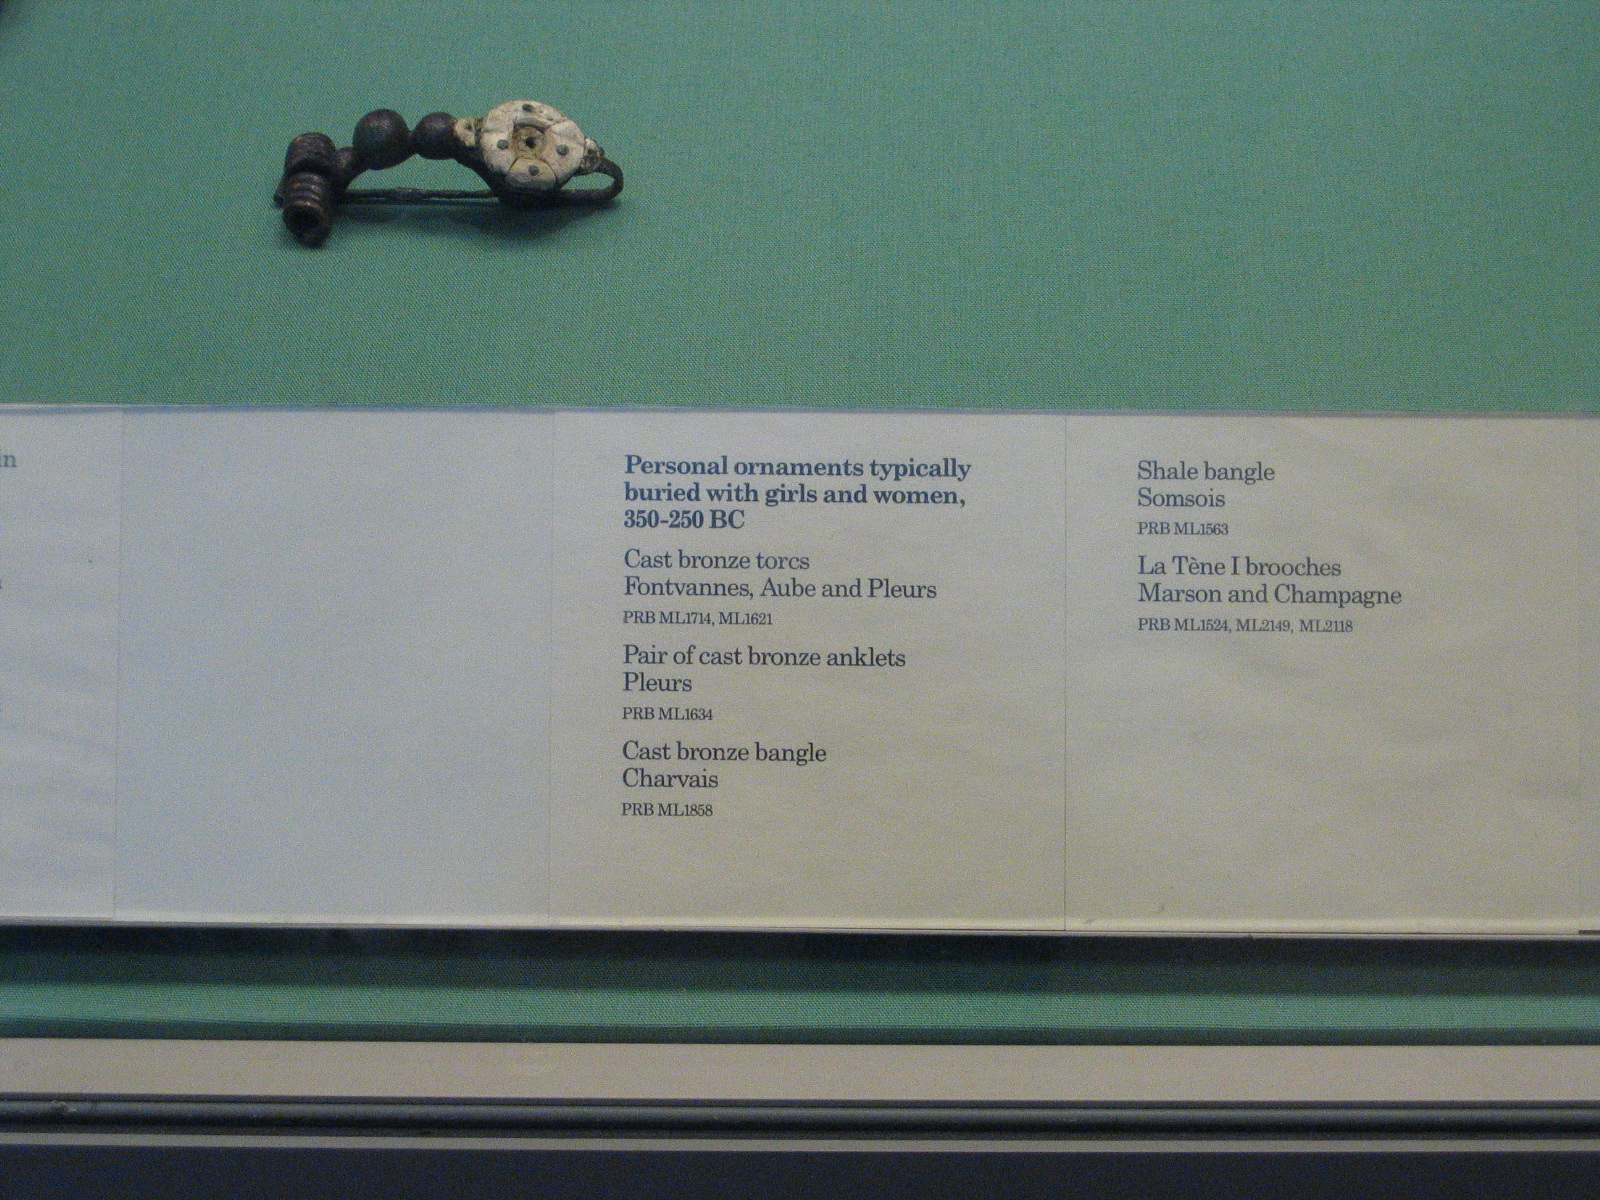 in
Personal ornaments typically
buried with girls and women,
350-250 BC
Cast bronze torcs
Fontvannes, Aube and Pleurs
PRB ML1714, ML1621
Pair of cast bronze anklets
Pleurs
PRB ML1634
Cast bronze bangle
Charvais
PRB ML1858
Shale bangle
Somsois
PRB ML1563
La Tène I brooches
Marson and Champagne
PRB ML1524, ML2149, ML2118